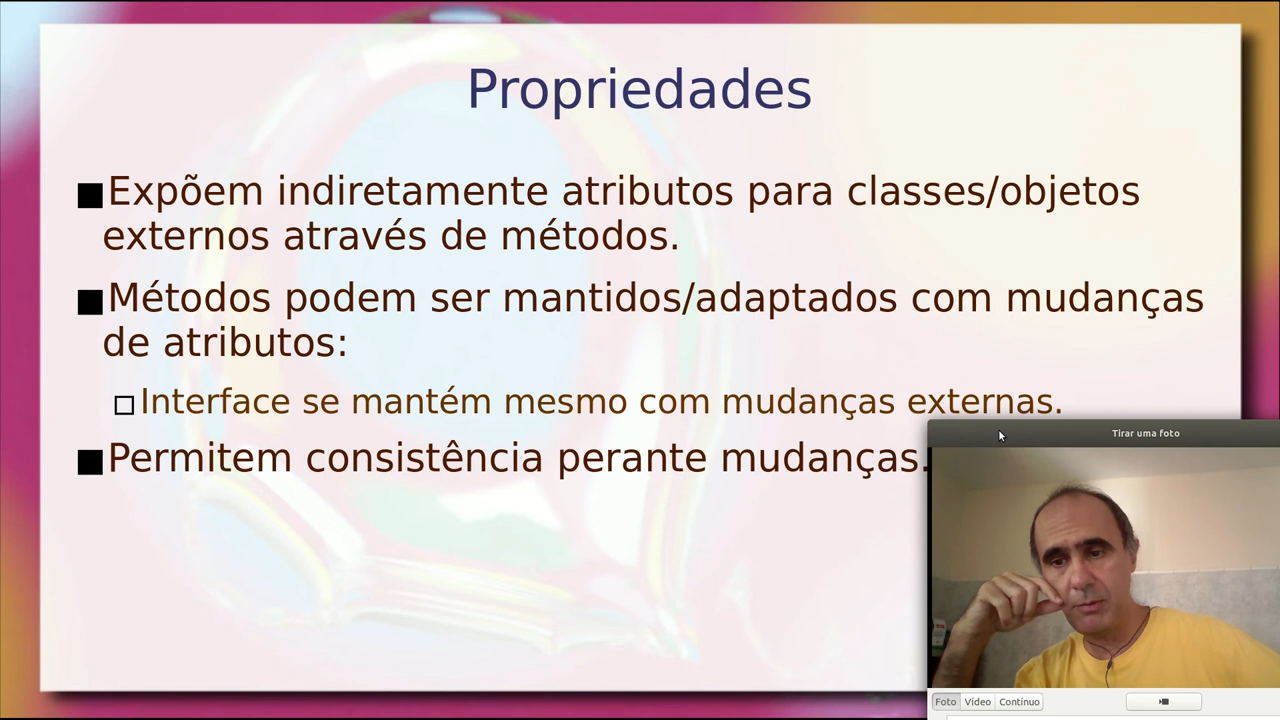 Propriedades
■Expõem indiretamente atributos para classes/objetos
externos através de métodos.
■Métodos podem ser mantidos/adaptados com mudanças
de atributos:
□Interface se mantém mesmo com mudanças externas.
■Permitem consistência perante mudanças.
Tirar uma foto
Foto Vídeo Contínuo